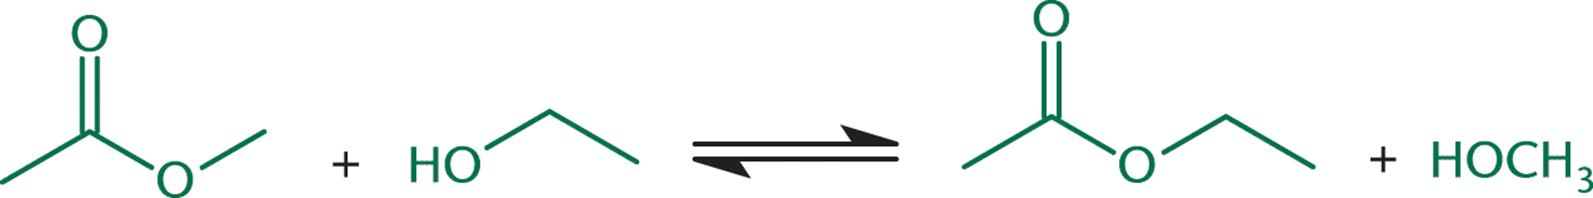 O O
O + HO O + HOCH₃